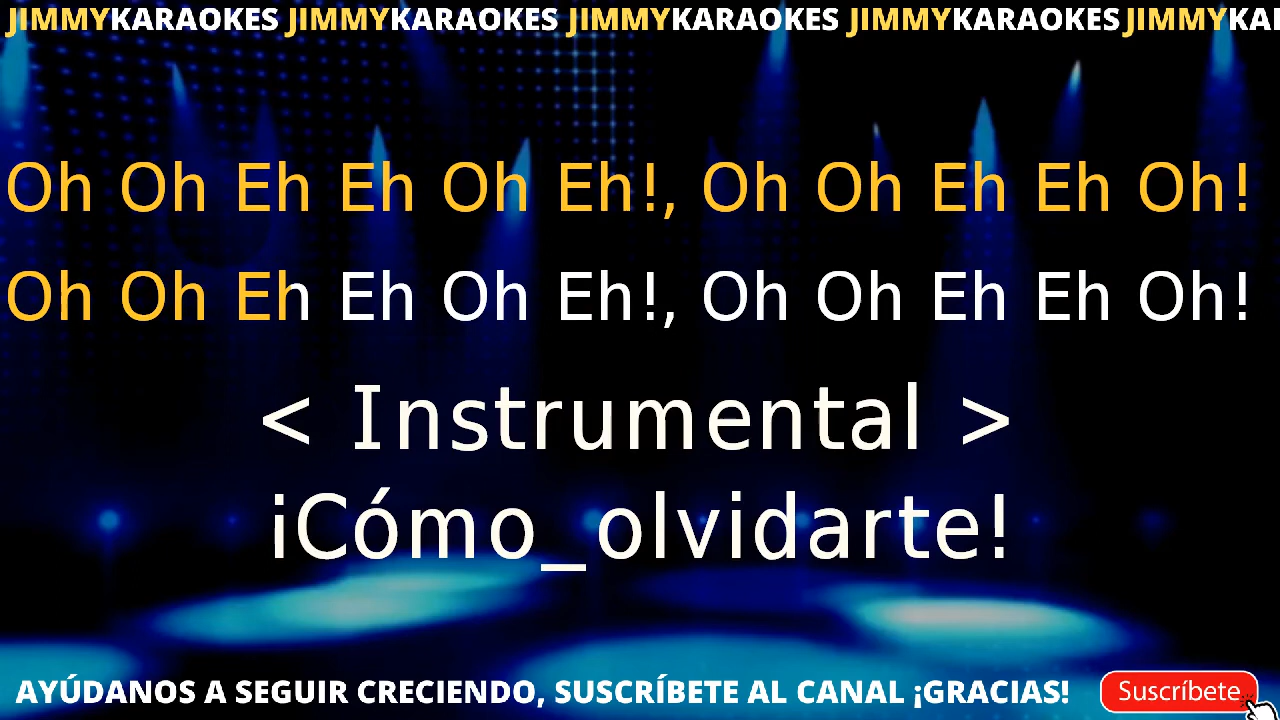 JIMMYKARAOKES JIMMYKARAOKES JIMMYKARAOKES JIMMYKARAOKES JIMMYKA
Oh Oh Eh Eh Oh Eh!, Oh Oh Eh Eh Oh!
Oh Oh Eh Eh Oh Eh!, Oh Oh Eh Eh Oh!
< Instrumental >
¡Cómo_olvidarte!
AYÚDANOS A SEGUIR CRECIENDO, SUSCRÍBETE AL CANAL ¡GRACIAS! Suscríbete